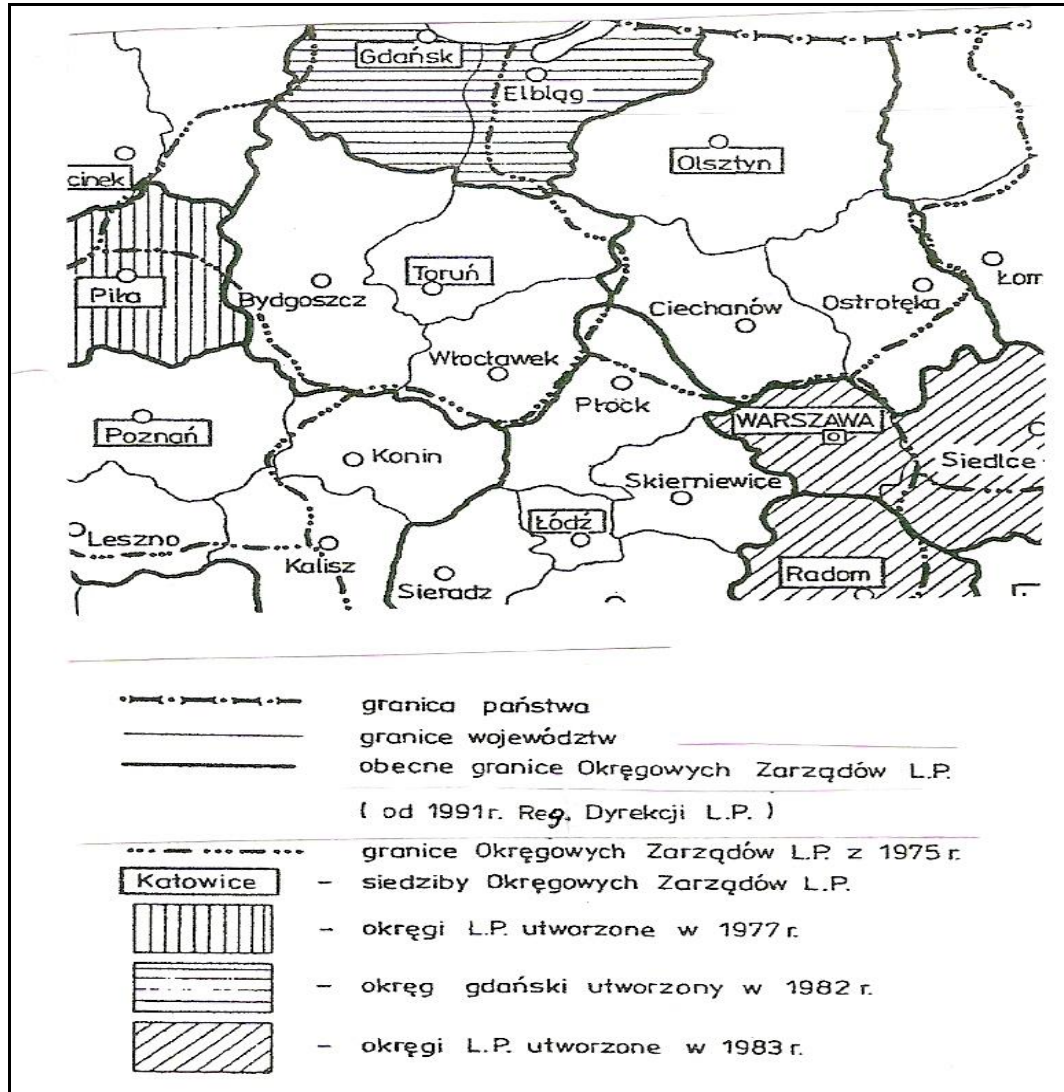 Gdańsk
Elbląg
Olsztyn
cinek
Piła
Bydgoszcz
Toruń
Ciechanów
Ostrołęka
Łom
Włocławek
Płock
WARSZAWA
Poznań
Konin
Skierniewice
Siedlce
Leszno
Kalisz
Sieradz
Łódź
Radom
granica państwa
granice województw
obecne granice Okręgowych Zarządów L.P.
( od 1991r. Reg. Dyrekcji L.P. )
granice Okręgowych Zarządów L.P. z 1975 r.
Katowice - siedziby Okręgowych Zarządów L.P.
- okręgi L.P. utworzone w 1977 r.
- okręg gdański utworzony w 1982 r.
- okręgi L.P. utworzone w 1983 r.